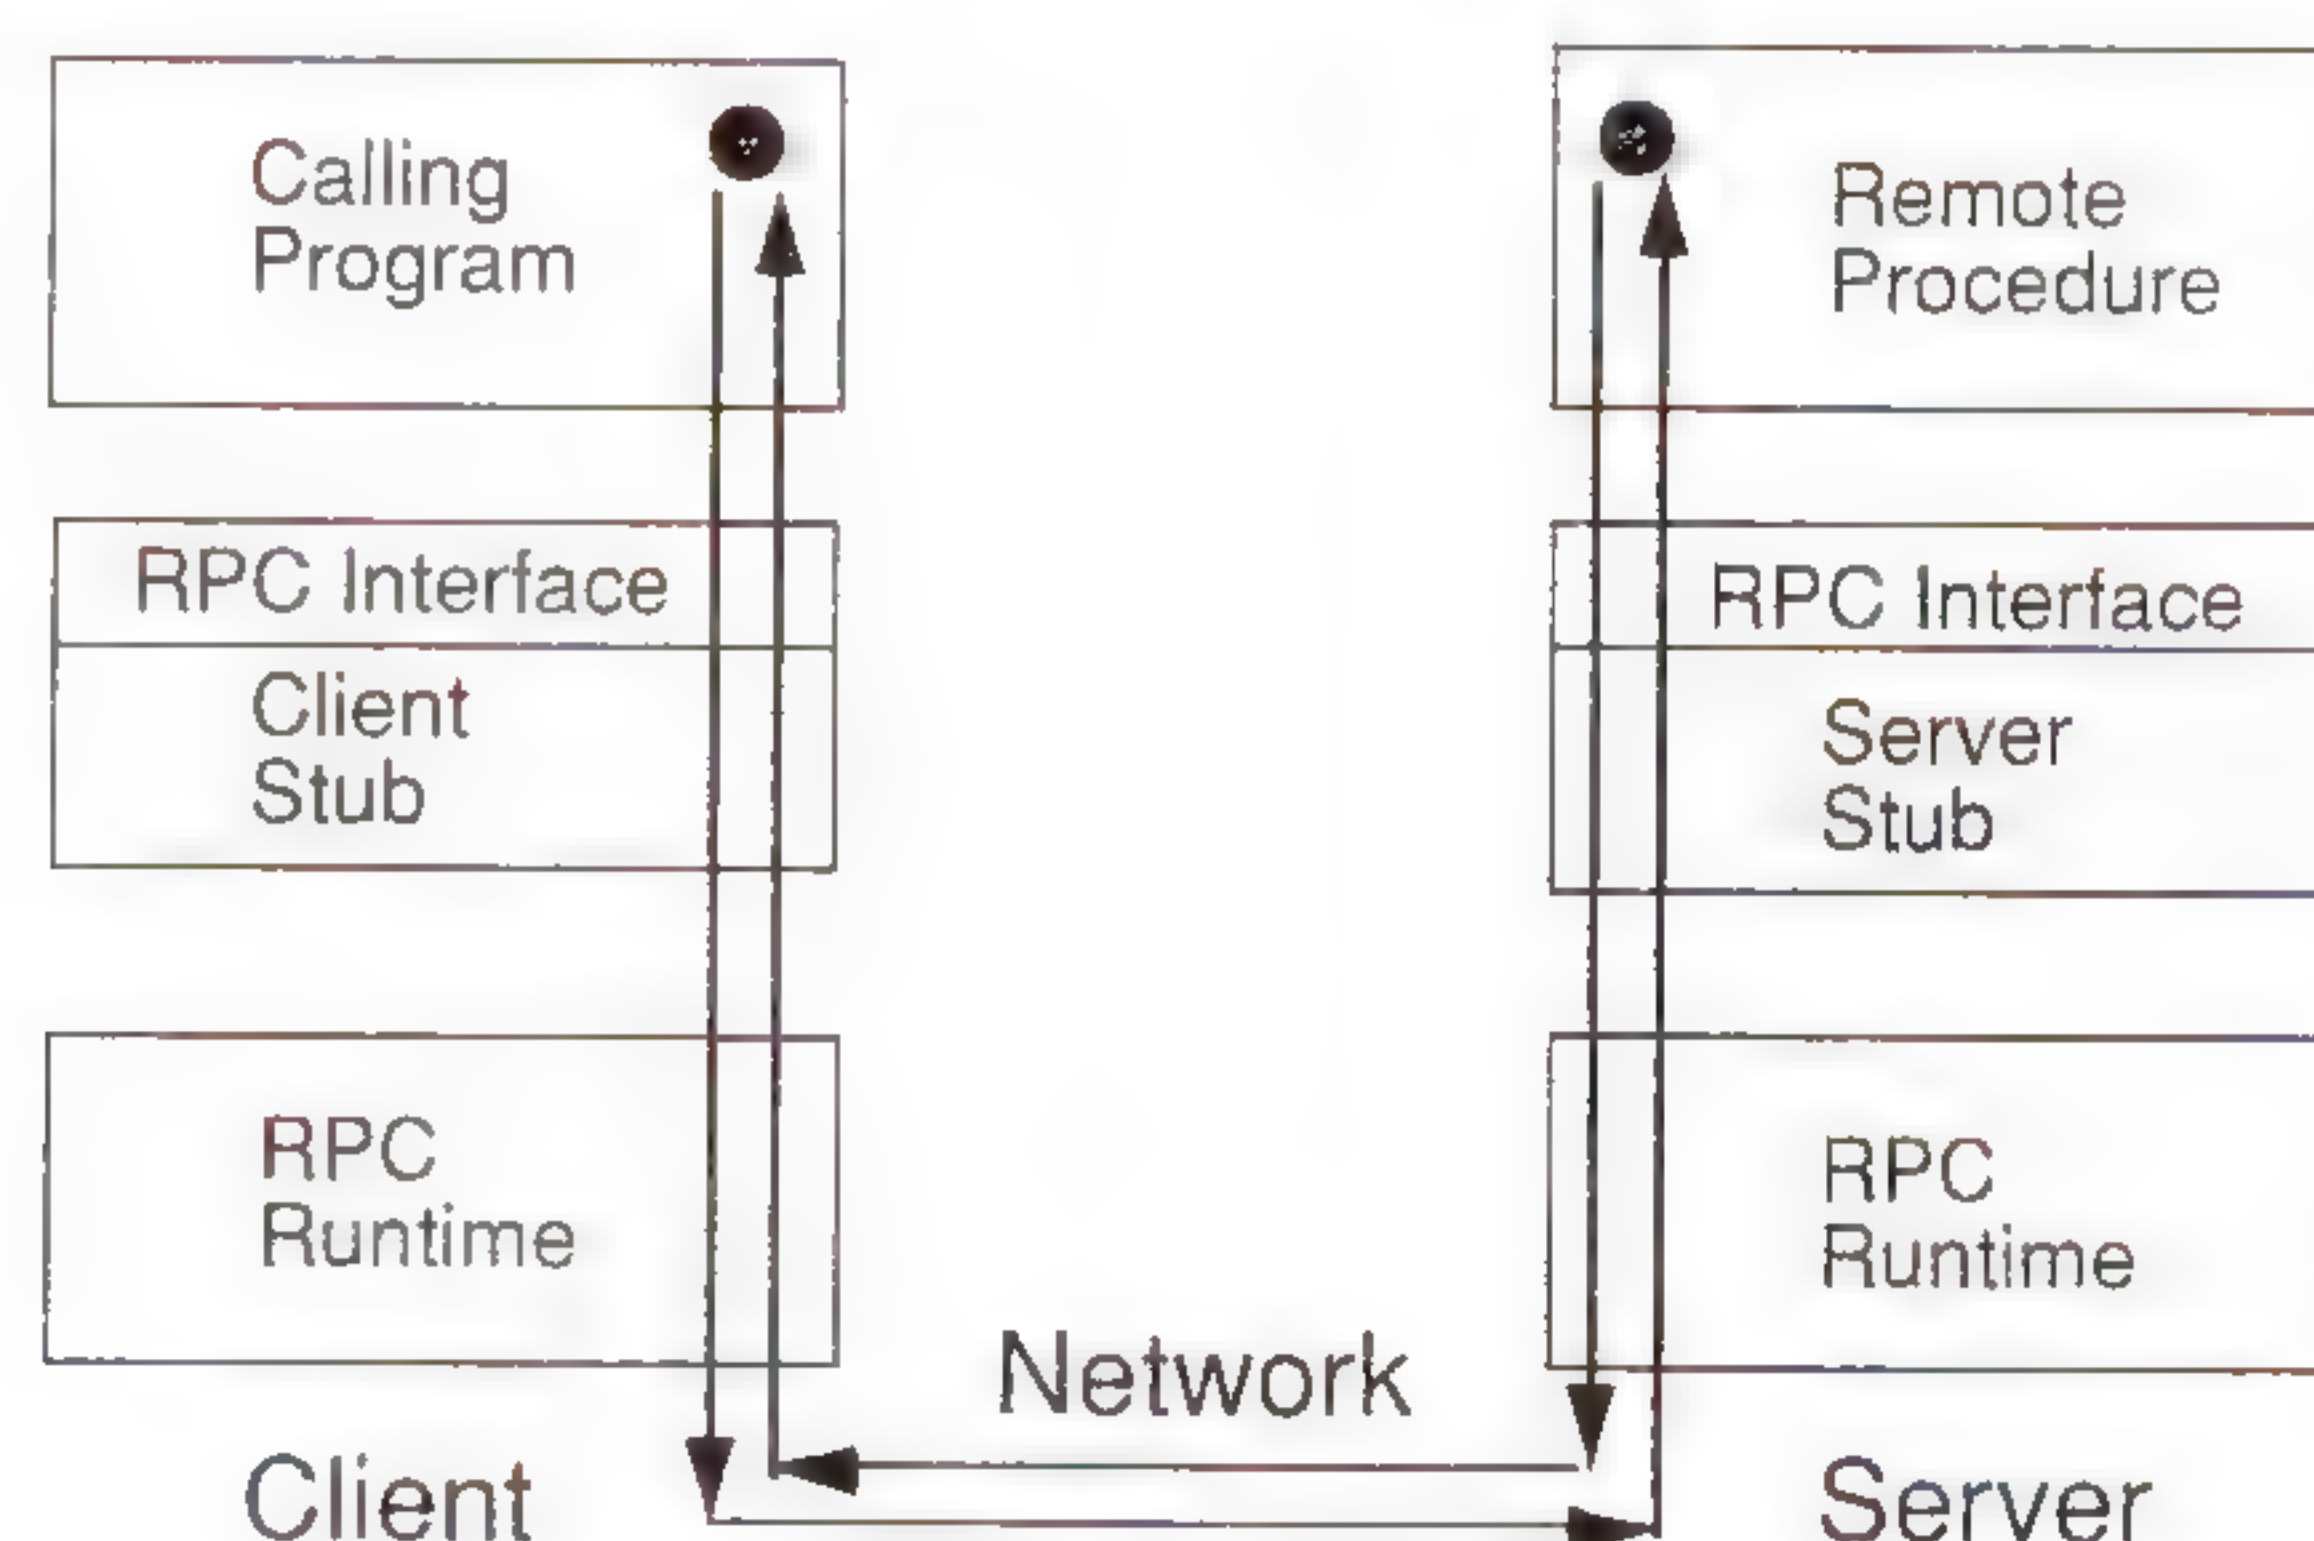 Calling
Program
Remote
Procedure
RPC Interface
Client
Stub
RPC Interface
Server
Stub
RPC
Runtime
RPC
Runtime
Network
Client
Server